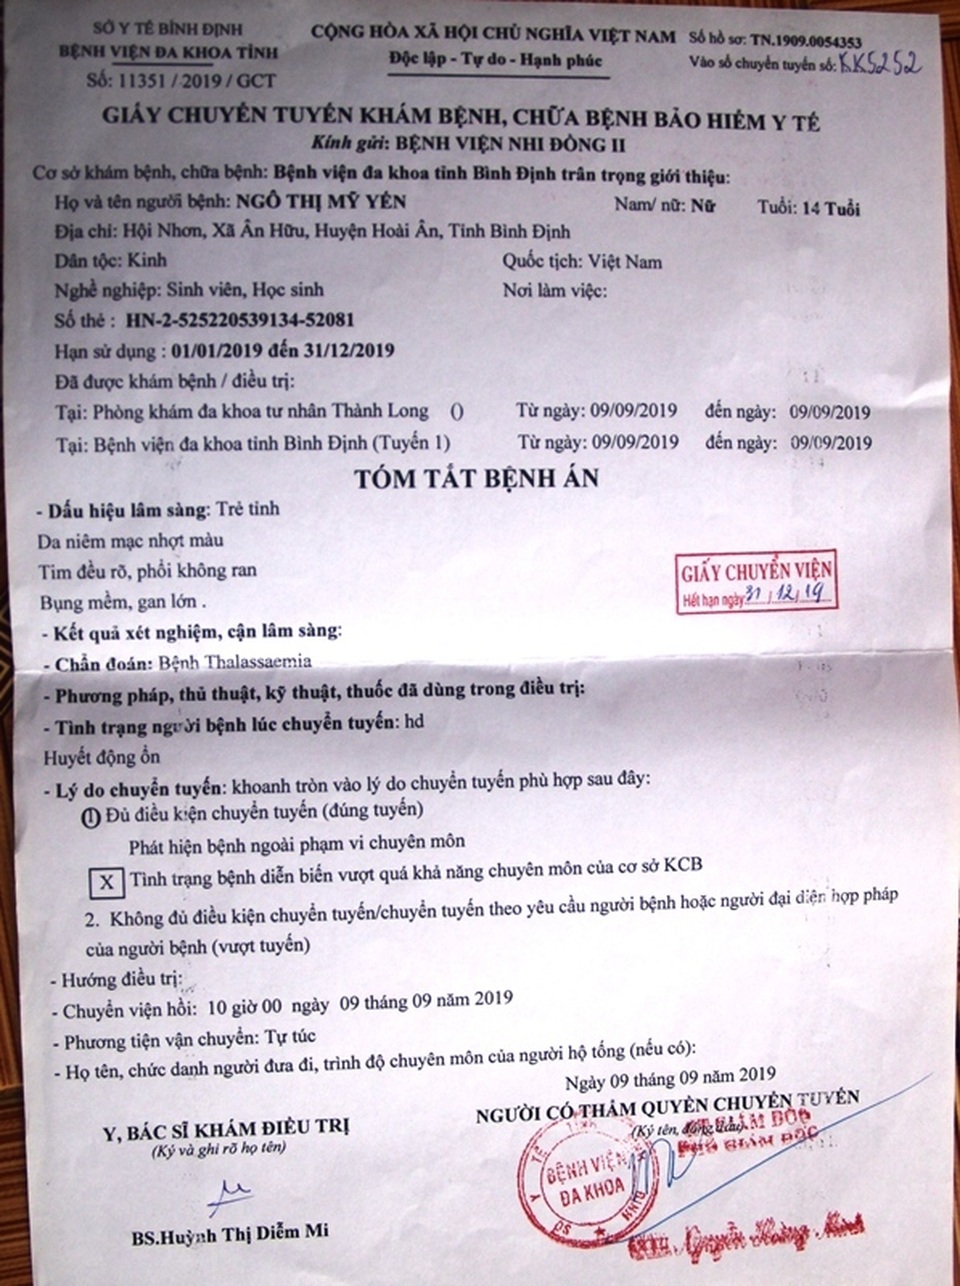 SỞ Y TẾ BÌNH ĐỊNH
BỆNH VIỆN ĐA KHOA TỈNH
Số: 11351 / 2019 / GCT
CỘNG HÒA XÃ HỘI CHỦ NGHĨA VIỆT NAM
Độc lập - Tự do - Hạnh phúc
Số hồ sơ: TN.1909.0054353
Vào sổ chuyển tuyến số: KK5252
GIẤY CHUYỂN TUYẾN KHÁM BỆNH, CHỮA BỆNH BẢO HIỂM Y TẾ
Kính gửi: BỆNH VIỆN NHI ĐỒNG II
Cơ sở khám bệnh, chữa bệnh: Bệnh viện đa khoa tỉnh Bình Định trân trọng giới thiệu:
Họ và tên người bệnh: NGÔ THỊ MỸ YẾN Nam/ nữ: Nữ Tuổi: 14 Tuổi
Địa chỉ: Hội Nhơn, Xã Ân Hữu, Huyện Hoài Ân, Tỉnh Bình Định
Dân tộc: Kinh Quốc tịch: Việt Nam
Nghề nghiệp: Sinh viên, Học sinh Nơi làm việc:
Số thẻ : HN-2-525220539134-52081
Hạn sử dụng : 01/01/2019 đến 31/12/2019
Đã được khám bệnh / điều trị:
Tại: Phòng khám đa khoa tư nhân Thành Long () Từ ngày: 09/09/2019 đến ngày: 09/09/2019
Tại: Bệnh viện đa khoa tỉnh Bình Định (Tuyến 1) Từ ngày: 09/09/2019 đến ngày: 09/09/2019
TÓM TẮT BỆNH ÁN
- Dấu hiệu lâm sàng: Trẻ tỉnh
Da niêm mạc nhợt màu
Tim đều rõ, phổi không ran
Bụng mềm, gan lớn .
GIẤY CHUYỂN VIỆN
Hết hạn ngày 31/12/19
- Kết quả xét nghiệm, cận lâm sàng:
- Chẩn đoán: Bệnh Thalassaemia
- Phương pháp, thủ thuật, kỹ thuật, thuốc đã dùng trong điều trị:
- Tình trạng người bệnh lúc chuyển tuyến: hd
Huyết động ổn
- Lý do chuyển tuyến: khoanh tròn vào lý do chuyển tuyến phù hợp sau đây:
1 Đủ điều kiện chuyển tuyến (đúng tuyến)
Phát hiện bệnh ngoài phạm vi chuyên môn
X Tình trạng bệnh diễn biến vượt quá khả năng chuyên môn của cơ sở KCB
2. Không đủ điều kiện chuyển tuyến/chuyển tuyến theo yêu cầu người bệnh hoặc người đại diện hợp pháp
của người bệnh (vượt tuyến)
- Hướng điều trị:
- Chuyển viện hồi: 10 giờ 00 ngày 09 tháng 09 năm 2019
- Phương tiện vận chuyển: Tự túc
- Họ tên, chức danh người đưa đi, trình độ chuyên môn của người hộ tống (nếu có):
Ngày 09 tháng 09 năm 2019
Y, BÁC SĨ KHÁM ĐIỀU TRỊ
(Ký và ghi rõ họ tên)
BS.Huỳnh Thị Diễm Mi
NGƯỜI CÓ THẨM QUYỀN CHUYỂN TUYẾN
(Ký tên, đóng dấu)
GIÁM ĐỐC
PHÓ GIÁM ĐỐC
BỆNH VIỆN
ĐA KHOA